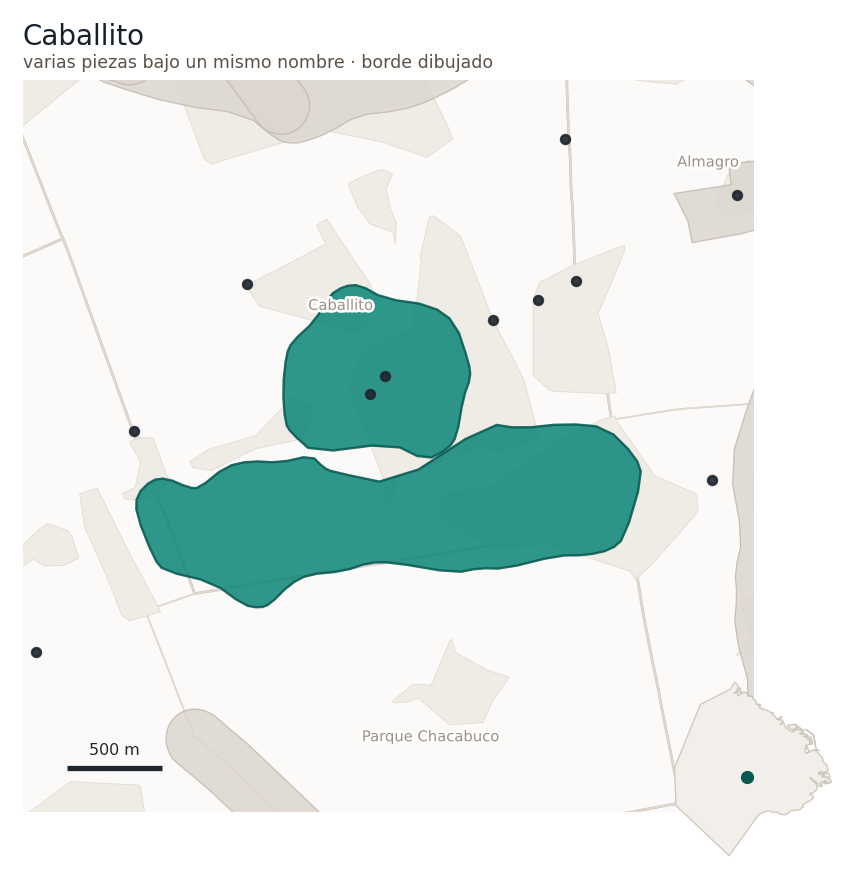 Caballito
varias piezas bajo un mismo nombre · borde dibujado
Almagro
Caballito
Parque Chacabuco
500 m